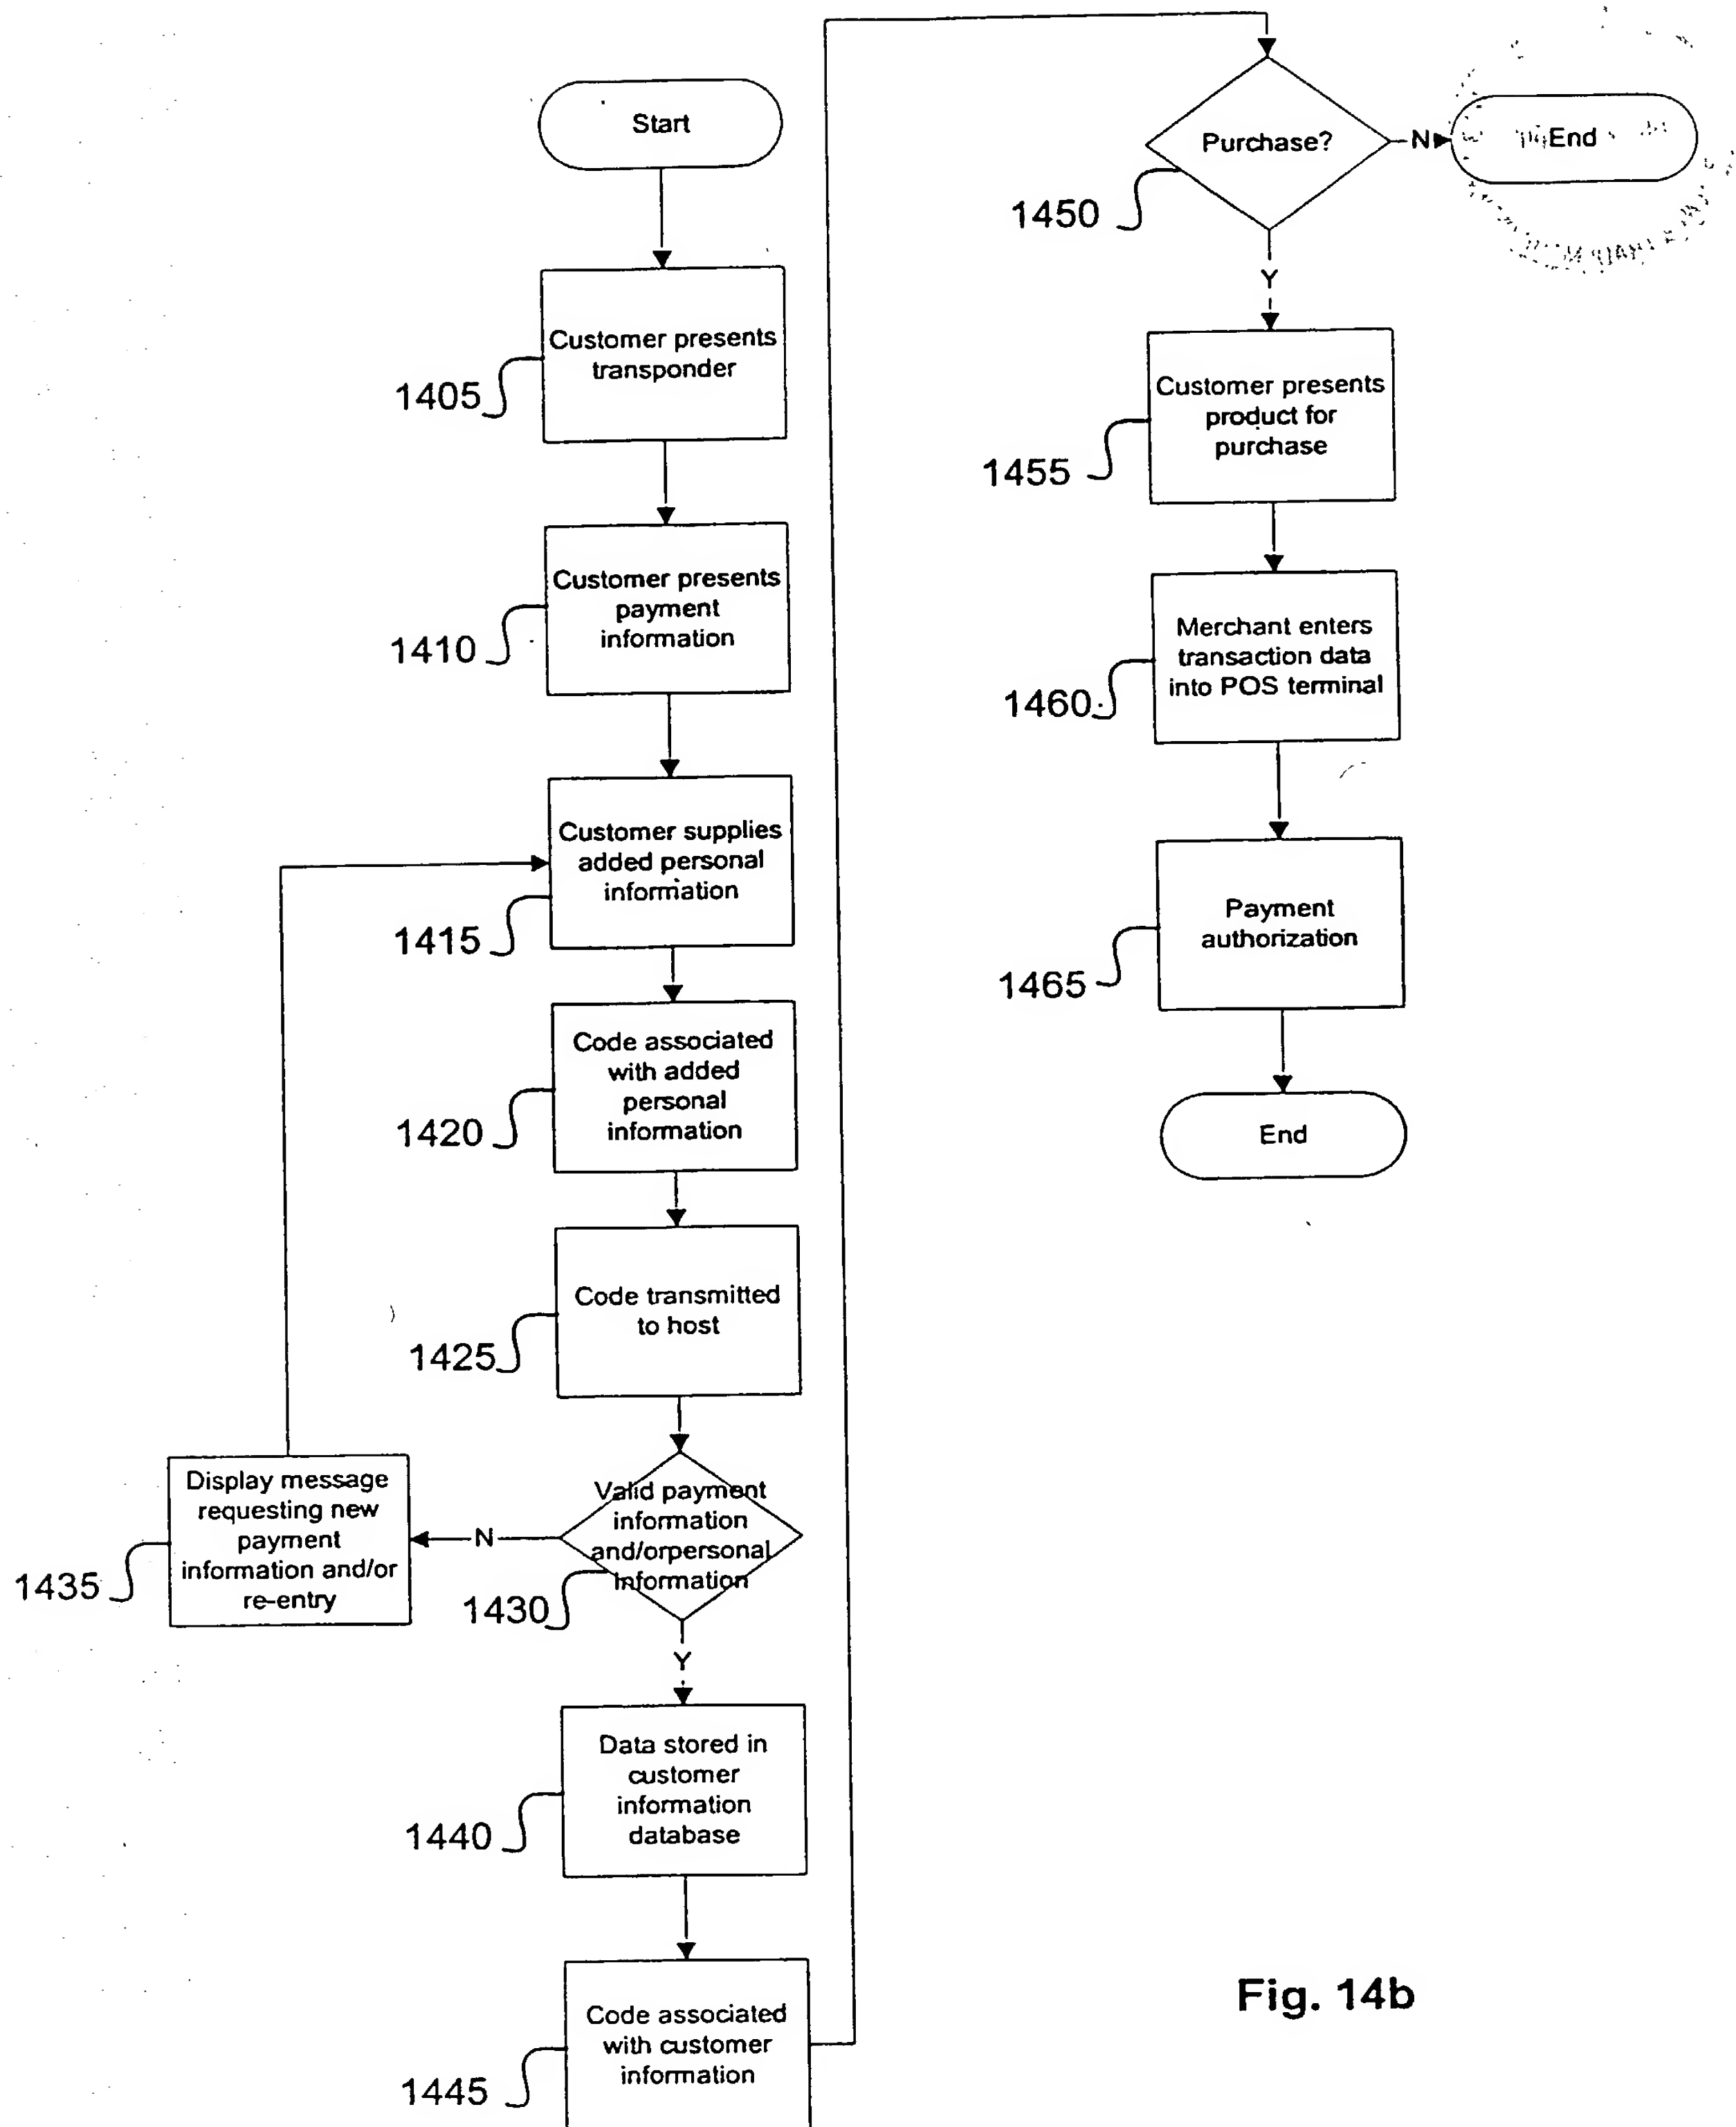 Start
Customer presents
transponder
1405
Customer presents
payment
information
1410
Customer supplies
added personal
information
1415
Code associated
with added
personal
information
1420
Code transmitted
to host
1425
Valid payment
information
and/orpersonal
information
1430
N
Display message
requesting new
payment
information and/or
re-entry
1435
Y
Data stored in
customer
information
database
1440
Code associated
with customer
information
1445
Purchase?
1450
N
End
Y
Customer presents
product for
purchase
1455
Merchant enters
transaction data
into POS terminal
1460
Payment
authorization
1465
End
Fig. 14b